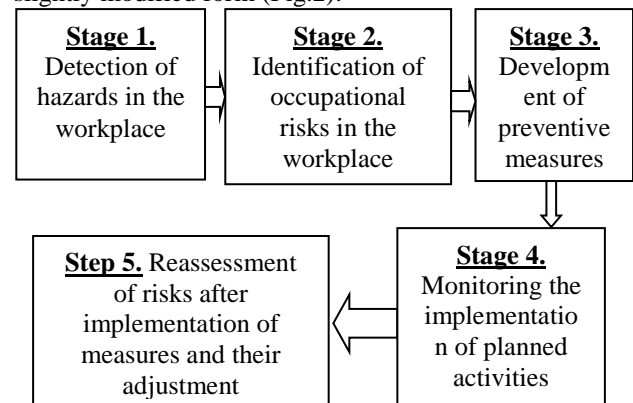 slightly modified form (Fig.2).
Stage 1.
Detection of
hazards in the
workplace
Stage 2.
Identification of
occupational
risks in the
workplace
Stage 3.
Developm
ent of
preventive
measures
Stage 4.
Monitoring the
implementatio
n of planned
activities
Step 5. Reassessment
of risks after
implementation of
measures and their
adjustment